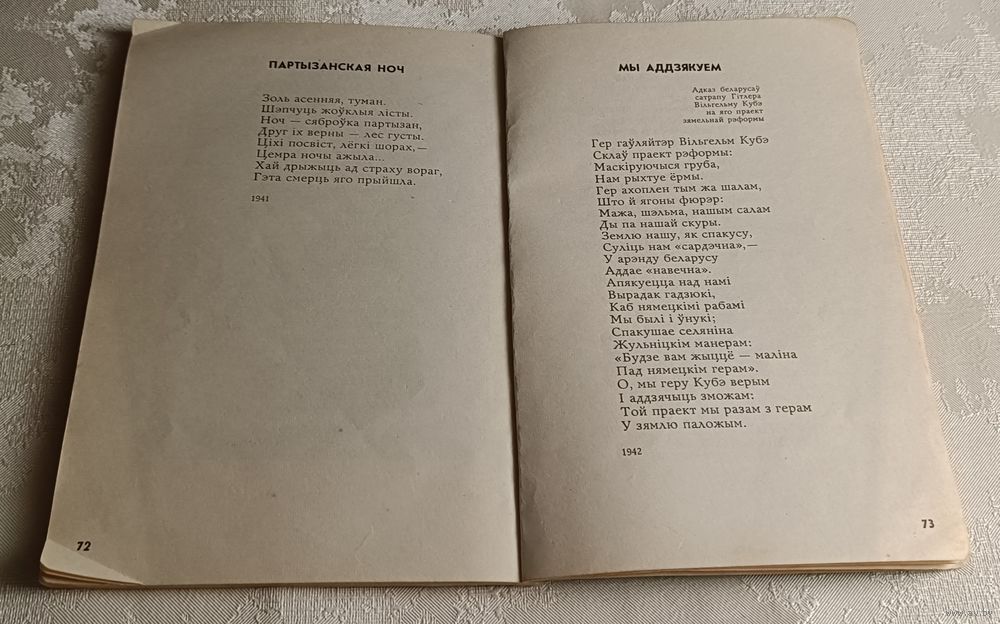 ПАРТЫЗАНСКАЯ НОЧ
Золь асенняя, туман.
Шэпчуць жоўклыя лісты.
Ноч — сяброўка партызан,
Друг іх верны — лес густы.
Ціхі посвіст, лёгкі шорах,—
Цемра ночы ажыла...
Хай дрыжыць ад страху вораг,
Гэта смерць яго прыйшла.
1941
72
МЫ АДДЗЯКУЕМ
Адказ беларусаў
сатрапу Гітлера
Вільгельму Кубэ
на яго праект
зямельнай рэформы
Гер гаўляйтэр Вільгельм Кубэ
Склаў праект рэформы:
Маскіруючыся груба,
Нам рыхтуе ёрмы.
Гер ахоплен тым жа шалам,
Што й ягоны фюрэр:
Мажа, шэльма, нашым салам
Ды па нашай скуры.
Землю нашу, як спакусу,
Суліць нам «сардэчна»,—
У арэнду беларусу
Аддае «навечна».
Апякуецца над намі
Вырадак гадзюкі,
Каб нямецкімі рабамі
Мы былі і ўнукі;
Спакушае селяніна
Жульніцкім манерам:
«Будзе вам жыццё — маліна
Пад нямецкім герам».
О, мы геру Кубэ верым
І аддзячыць зможам:
Той праект мы разам з герам
У зямлю паложым.
1942
73
www.ay.by